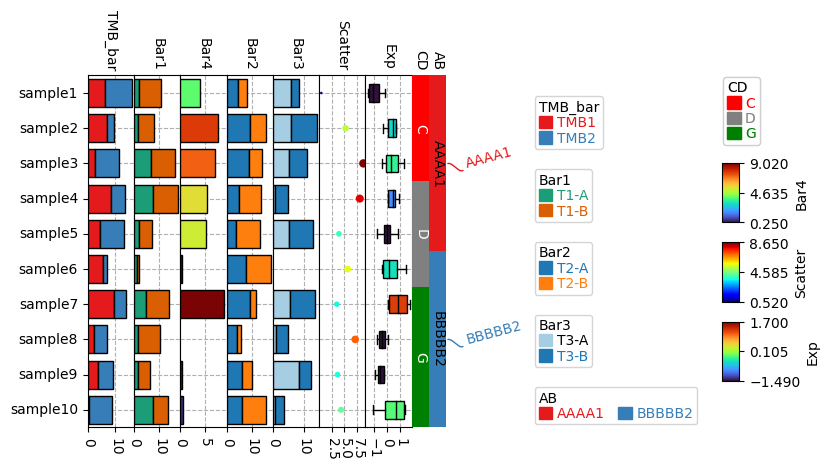 TMB_bar Bar1 Bar4 Bar2 Bar3 Scatter Exp CD AB
sample1
sample2
sample3
sample4
sample5
sample6
sample7
sample8
sample9
sample10
0 10 0 10 0 5 0 10 0 10 2.5 5.0 7.5 −1 0 1
C
D
G
AAAA1
BBBBB2
AAAA1
BBBBB2
TMB_bar
TMB1
TMB2
Bar1
T1-A
T1-B
Bar2
T2-A
T2-B
Bar3
T3-A
T3-B
AB
AAAA1 BBBBB2
CD
C
D
G
9.020
4.635
0.250
Bar4
8.650
4.585
0.520
Scatter
1.700
0.105
−1.490
Exp